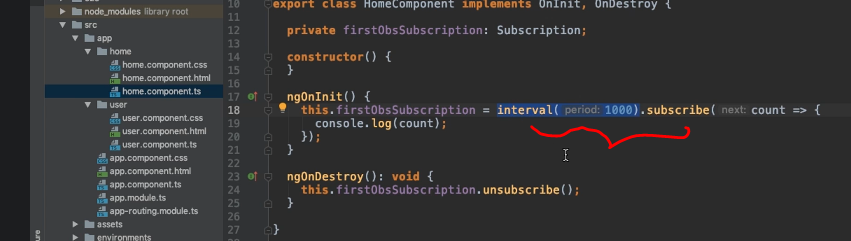 node_modules library root
src
app
home
home.component.css
home.component.html
home.component.ts
user
user.component.css
user.component.html
user.component.ts
app.component.css
app.component.html
app.component.ts
app.module.ts
app-routing.module.ts
assets
environments
10 export class HomeComponent implements OnInit, OnDestroy {
11
12 private firstObsSubscription: Subscription;
13
14 constructor() {
15 }
16
17 ngOnInit() {
18 this.firstObsSubscription = interval( period: 1000).subscribe( next: count => {
19 console.log(count);
20 });
21 }
22
23 ngOnDestroy(): void {
24 this.firstObsSubscription.unsubscribe();
25 }
26
27 }